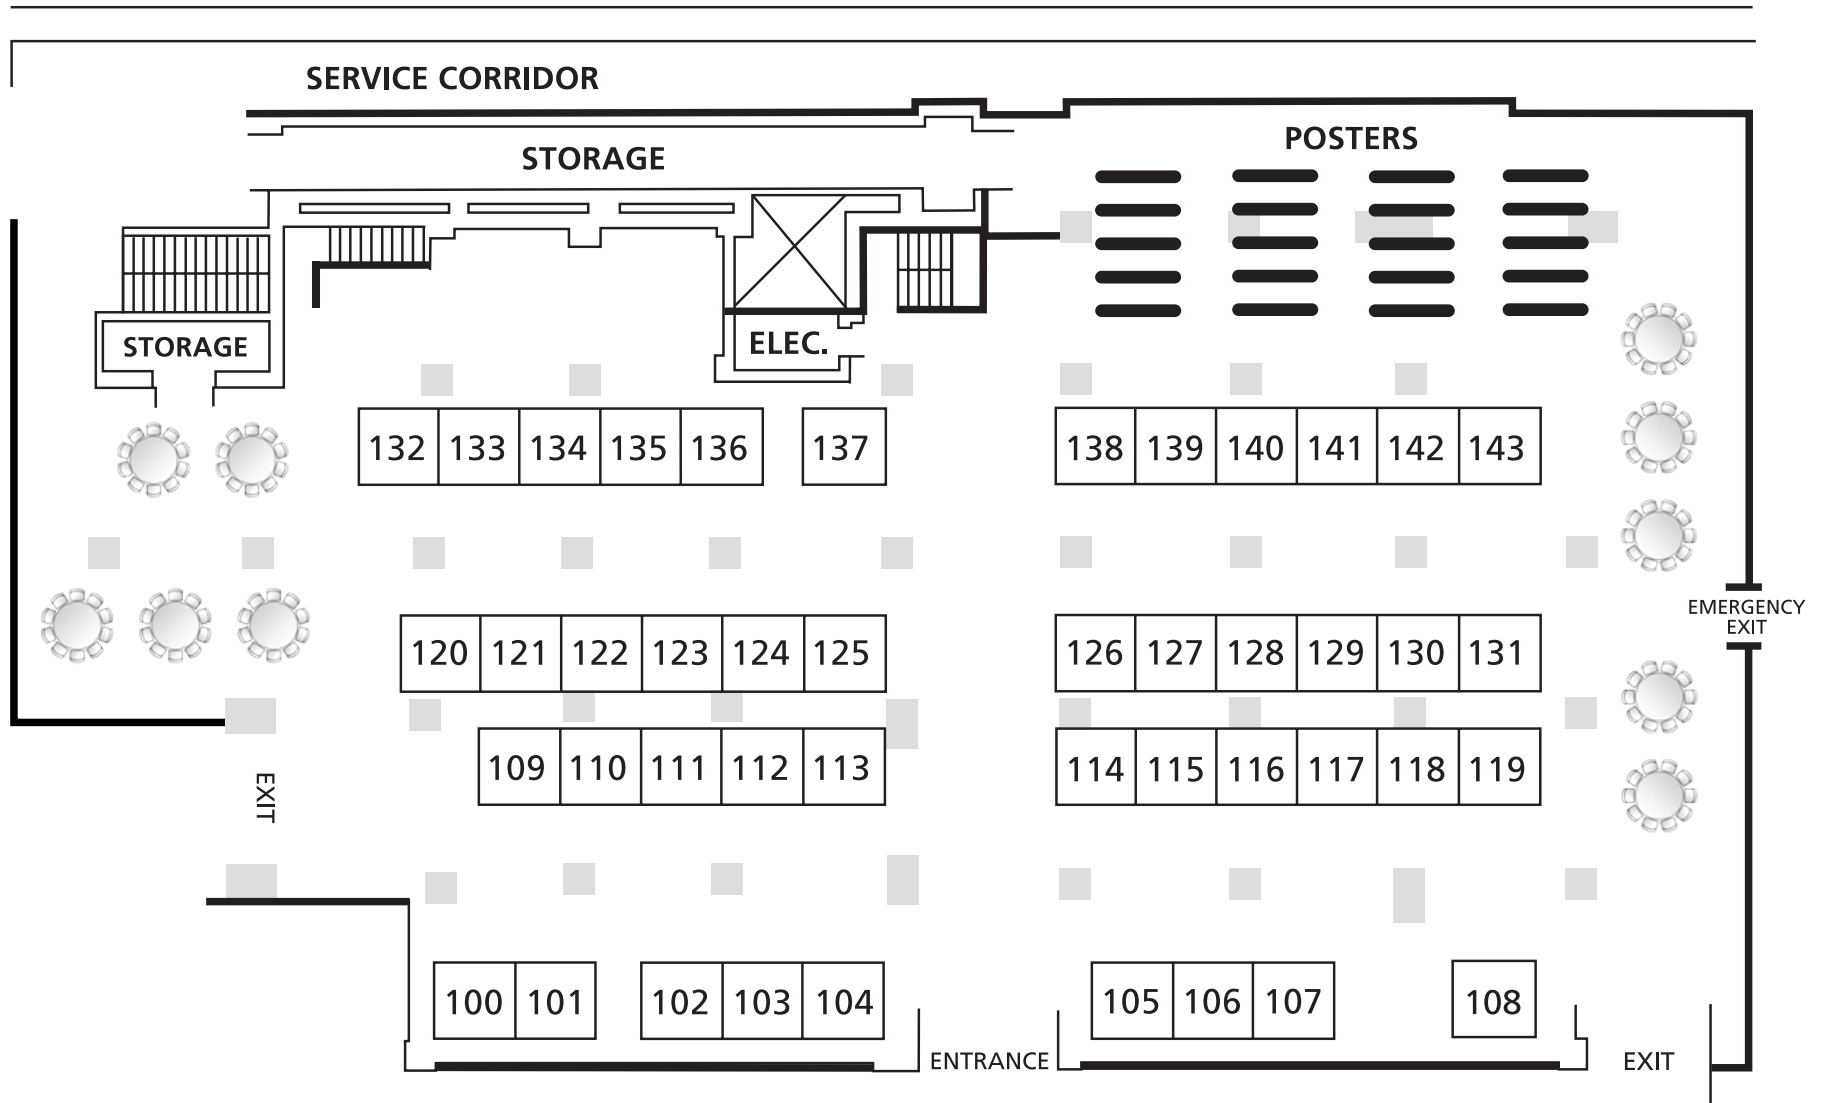 SERVICE CORRIDOR
POSTERS
STORAGE
STORAGE
ELEC.
132 133 134 135 136 137 138 139 140 141 142 143
EMERGENCY
EXIT
120 121 122 123 124 125 126 127 128 129 130 131
109 110 111 112 113 114 115 116 117 118 119
EXIT
100 101 102 103 104 105 106 107 108
ENTRANCE
EXIT